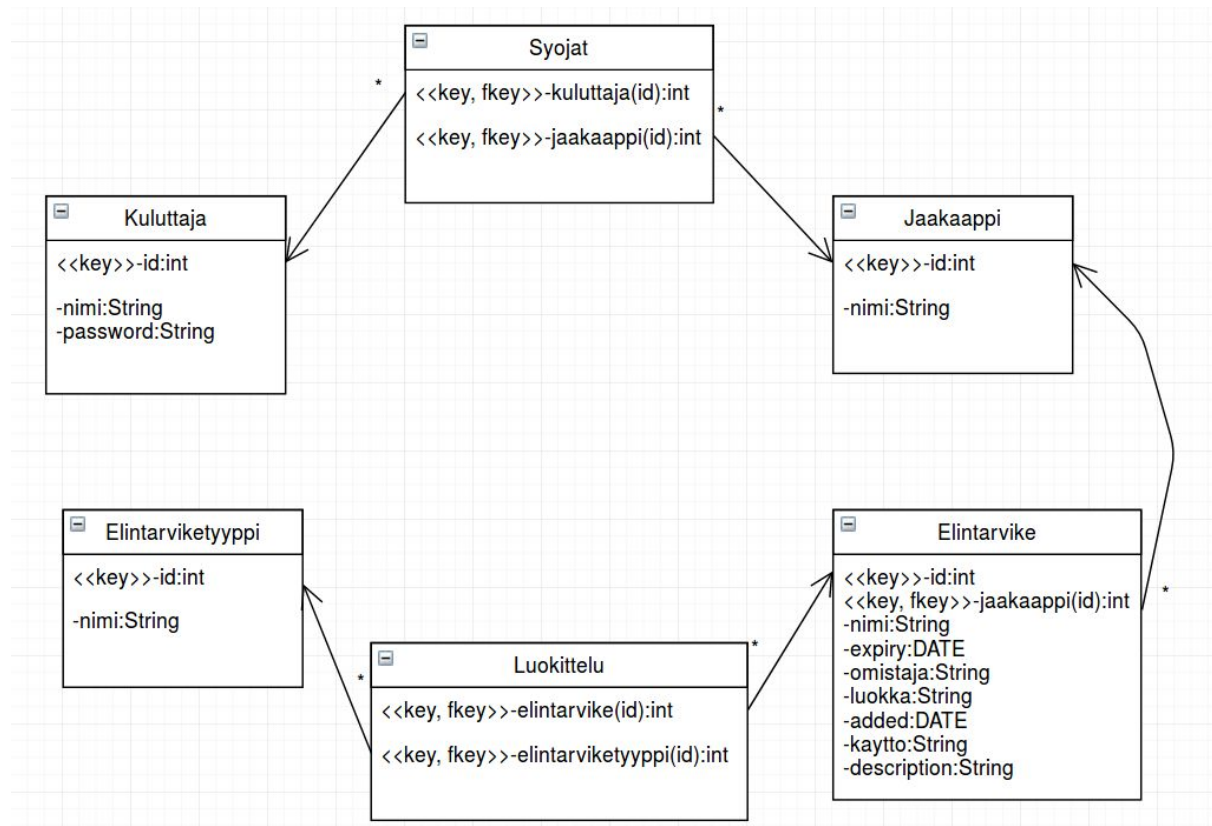 Syojat
<<key, fkey>>-kuluttaja(id):int
<<key, fkey>>-jaakaappi(id):int
*
*
Kuluttaja
<<key>>-id:int
-nimi:String
-password:String
Jaakaappi
<<key>>-id:int
-nimi:String
Elintarviketyyppi
<<key>>-id:int
-nimi:String
Elintarvike
<<key>>-id:int
<<key, fkey>>-jaakaappi(id):int
-nimi:String
-expiry:DATE
-omistaja:String
-luokka:String
-added:DATE
-kaytto:String
-description:String
*
Luokittelu
<<key, fkey>>-elintarvike(id):int
<<key, fkey>>-elintarviketyyppi(id):int
*
*